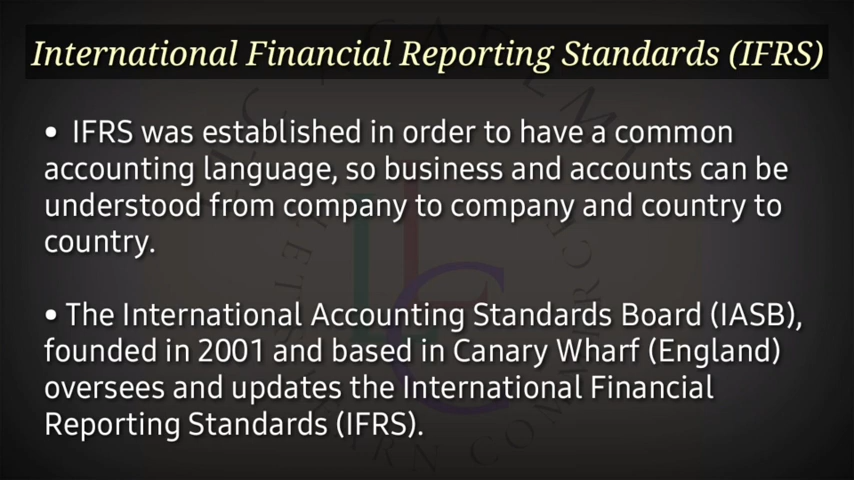 International Financial Reporting Standards (IFRS)
• IFRS was established in order to have a common
accounting language, so business and accounts can be
understood from company to company and country to
country.
• The International Accounting Standards Board (IASB),
founded in 2001 and based in Canary Wharf (England)
oversees and updates the International Financial
Reporting Standards (IFRS).